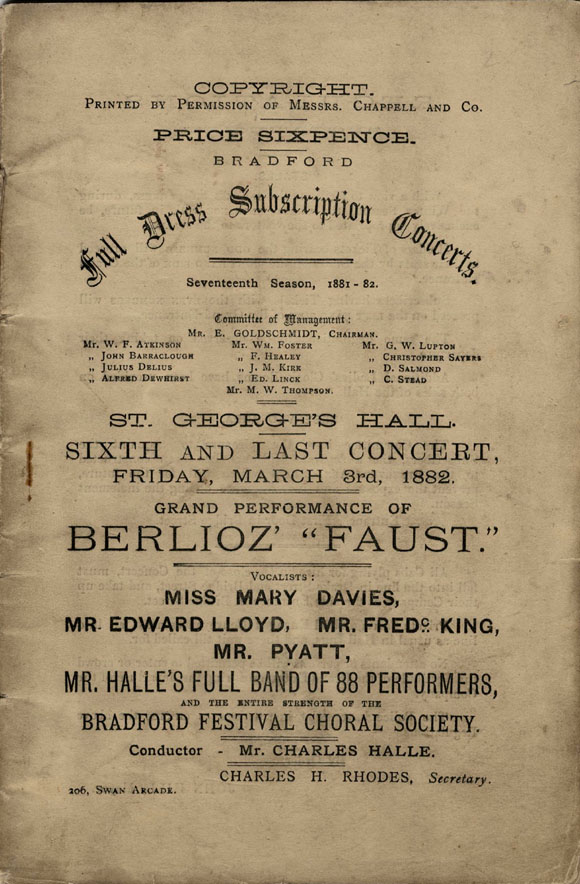 COPYRIGHT.
PRINTED BY PERMISSION OF MESSRS. CHAPPELL AND CO.
PRICE SIXPENCE.
BRADFORD
Full Dress Subscription Concerts.
Seventeenth Season, 1881-82.
Committee of Management:
MR. E. GOLDSCHMIDT, CHAIRMAN.
MR. W. F. ATKINSON MR. WM. FOSTER MR. G. W. LUPTON
„ JOHN BARRACLOUGH „ F. HEALEY „ CHRISTOPHER SAYERS
„ JULIUS DELIUS „ J. M. KIRK „ D. SALMOND
„ ALFRED DEWHIRST „ ED. LINCK „ C. STEAD
MR. M. W. THOMPSON.
ST. GEORGE'S HALL.
SIXTH AND LAST CONCERT,
FRIDAY, MARCH 3rd, 1882.
GRAND PERFORMANCE OF
BERLIOZ' "FAUST."
VOCALISTS:
MISS MARY DAVIES,
MR. EDWARD LLOYD, MR. FREDC. KING,
MR. PYATT,
MR. HALLE'S FULL BAND OF 88 PERFORMERS,
AND THE ENTIRE STRENGTH OF THE
BRADFORD FESTIVAL CHORAL SOCIETY.
Conductor - Mr. CHARLES HALLE.
CHARLES H. RHODES, Secretary.
206, SWAN ARCADE.